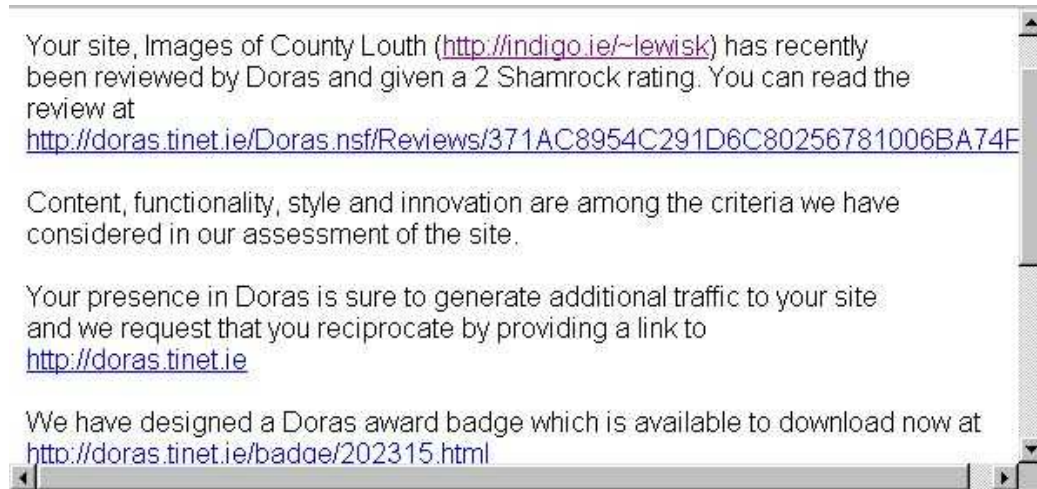 Your site, Images of County Louth (http://indigo.ie/~lewisk) has recently
been reviewed by Doras and given a 2 Shamrock rating. You can read the
review at
http://doras.tinet.ie/Doras.nsf/Reviews/371AC8954C291D6C80256781006BA74F
Content, functionality, style and innovation are among the criteria we have
considered in our assessment of the site.
Your presence in Doras is sure to generate additional traffic to your site
and we request that you reciprocate by providing a link to
http://doras.tinet.ie
We have designed a Doras award badge which is available to download now at
http://doras.tinet.ie/badge/202315.html